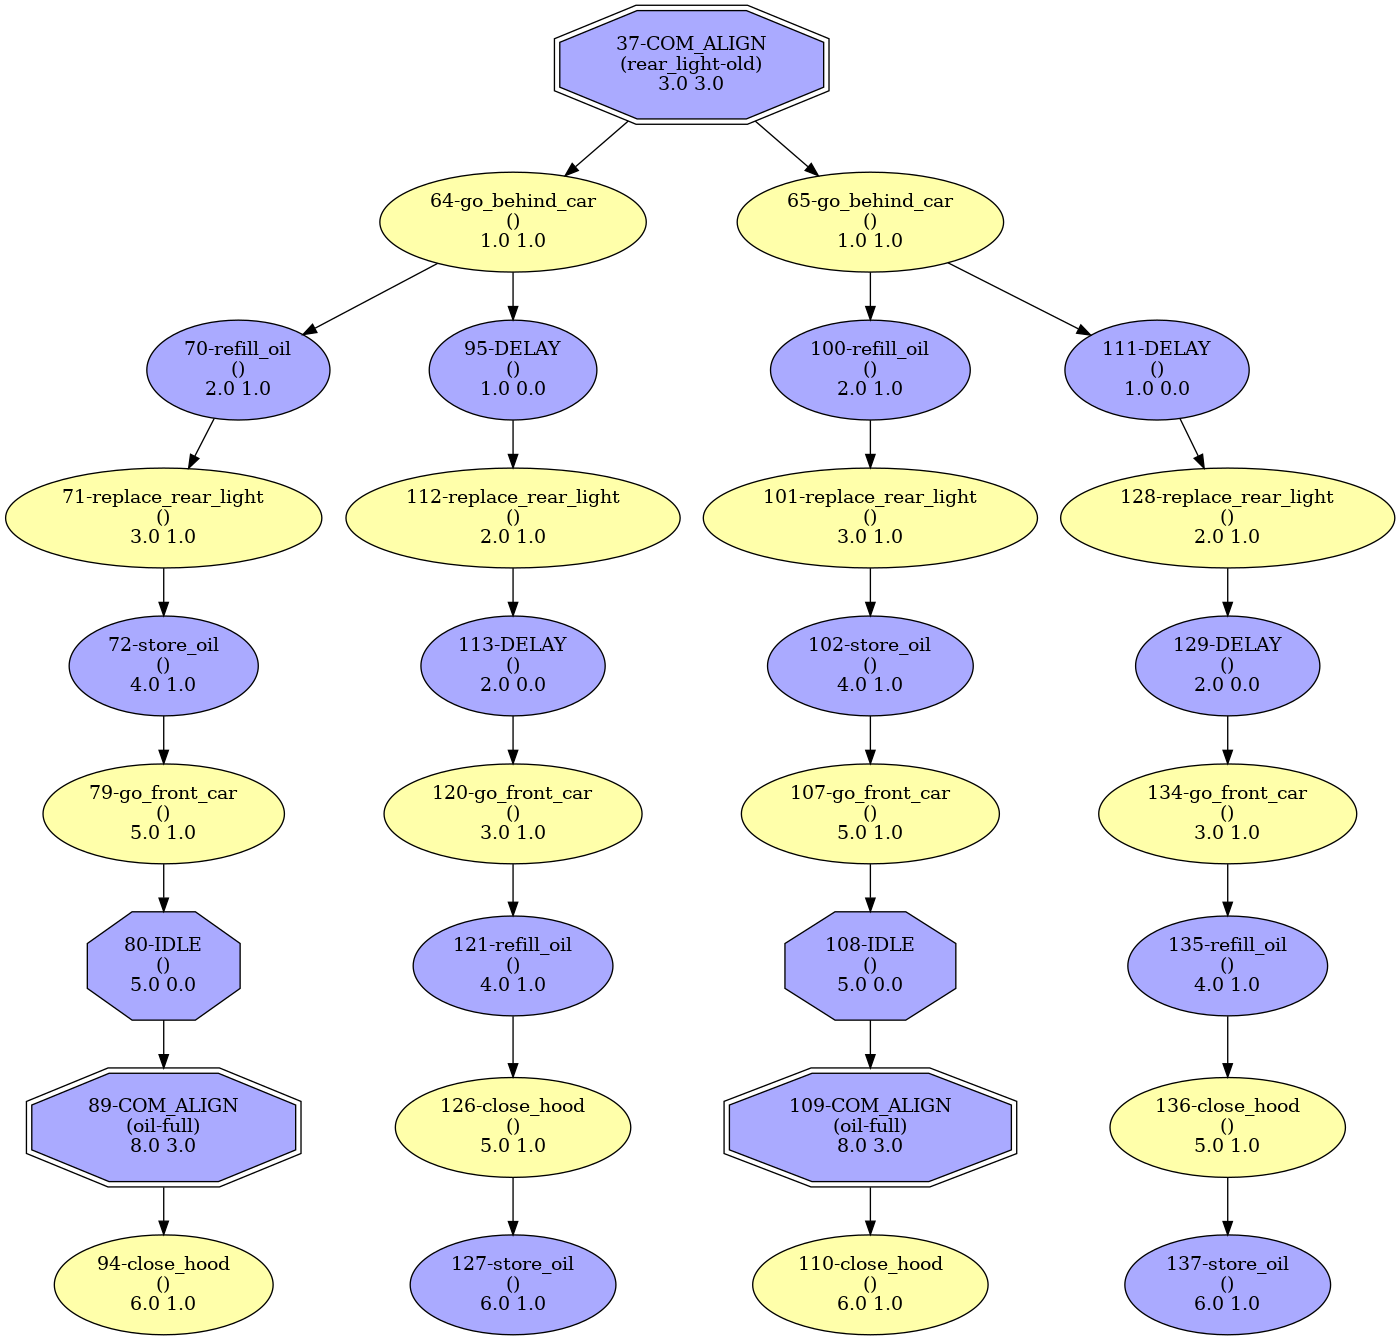 37-COM_ALIGN
(rear_light-old)
3.0 3.0
64-go_behind_car
()
1.0 1.0
65-go_behind_car
()
1.0 1.0
70-refill_oil
()
2.0 1.0
95-DELAY
()
1.0 0.0
100-refill_oil
()
2.0 1.0
111-DELAY
()
1.0 0.0
71-replace_rear_light
()
3.0 1.0
112-replace_rear_light
()
2.0 1.0
101-replace_rear_light
()
3.0 1.0
128-replace_rear_light
()
2.0 1.0
72-store_oil
()
4.0 1.0
113-DELAY
()
2.0 0.0
102-store_oil
()
4.0 1.0
129-DELAY
()
2.0 0.0
79-go_front_car
()
5.0 1.0
120-go_front_car
()
3.0 1.0
107-go_front_car
()
5.0 1.0
134-go_front_car
()
3.0 1.0
80-IDLE
()
5.0 0.0
121-refill_oil
()
4.0 1.0
108-IDLE
()
5.0 0.0
135-refill_oil
()
4.0 1.0
89-COM_ALIGN
(oil-full)
8.0 3.0
126-close_hood
()
5.0 1.0
109-COM_ALIGN
(oil-full)
8.0 3.0
136-close_hood
()
5.0 1.0
94-close_hood
()
6.0 1.0
127-store_oil
()
6.0 1.0
110-close_hood
()
6.0 1.0
137-store_oil
()
6.0 1.0